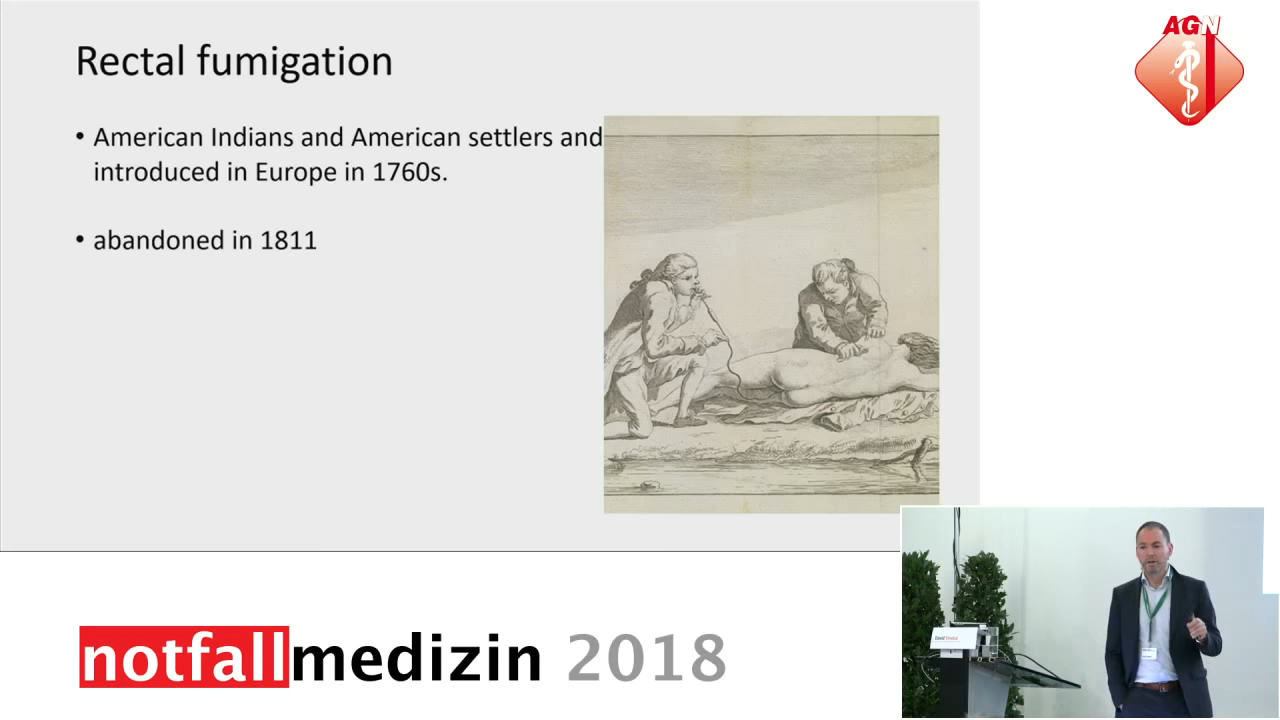 Rectal fumigation
• American Indians and American settlers and
introduced in Europe in 1760s.
• abandoned in 1811
AGN
notfallmedizin 2018
David